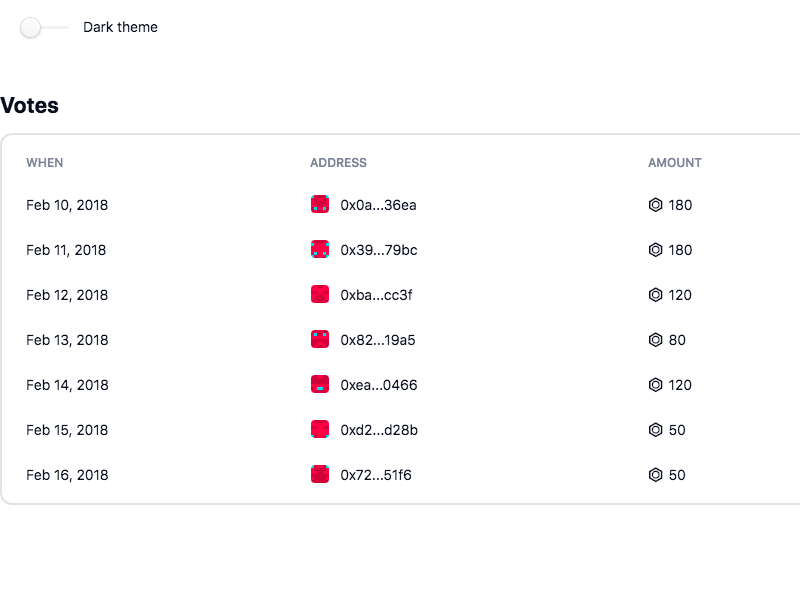 Dark theme
Votes
WHEN ADDRESS AMOUNT
Feb 10, 2018 0x0a...36ea 180
Feb 11, 2018 0x39...79bc 180
Feb 12, 2018 0xba...cc3f 120
Feb 13, 2018 0x82...19a5 80
Feb 14, 2018 0xea...0466 120
Feb 15, 2018 0xd2...d28b 50
Feb 16, 2018 0x72...51f6 50